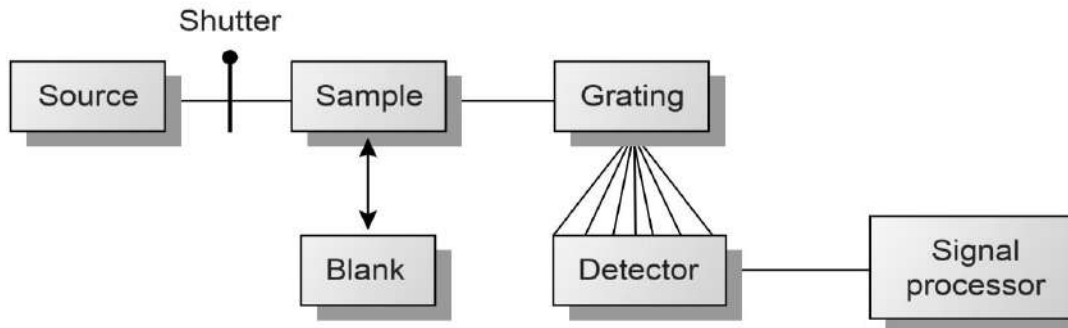 Shutter
Source
Sample
Grating
Blank
Detector
Signal
processor